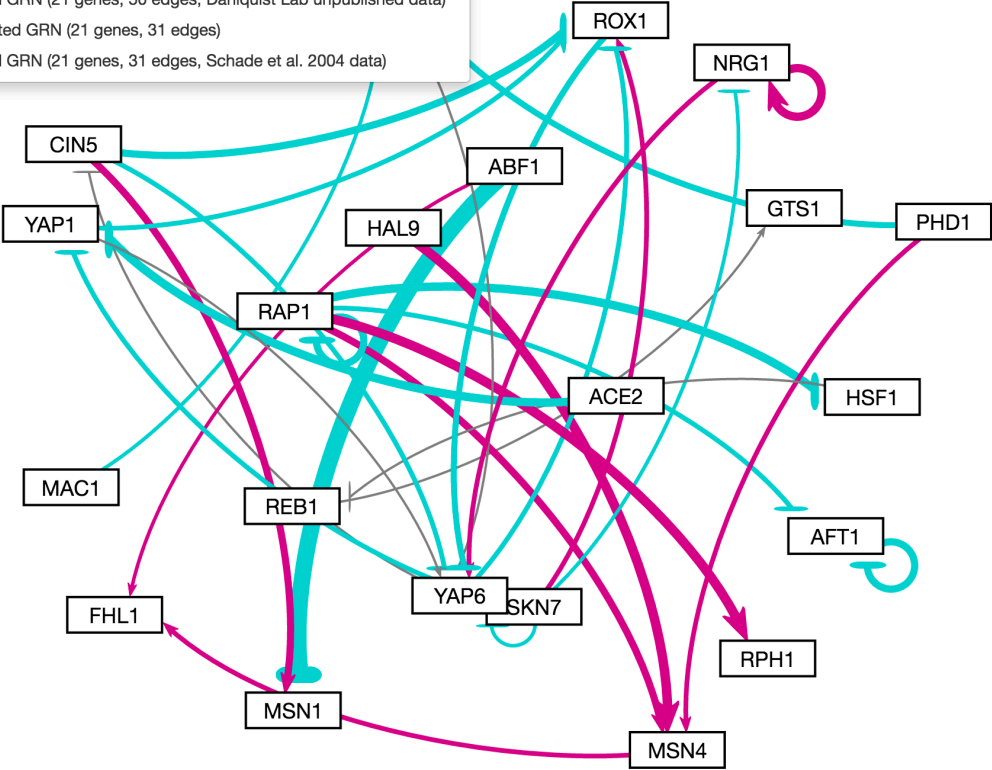 GRN (21 genes, 50 edges, Dahlquist Lab unpublished data)
GRN (21 genes, 31 edges)
GRN (21 genes, 31 edges, Schade et al. 2004 data)
ROX1
NRG1
CIN5
ABF1
YAP1
HAL9
GTS1
PHD1
RAP1
ACE2
HSF1
MAC1
REB1
AFT1
YAP6
SKN7
FHL1
RPH1
MSN1
MSN4